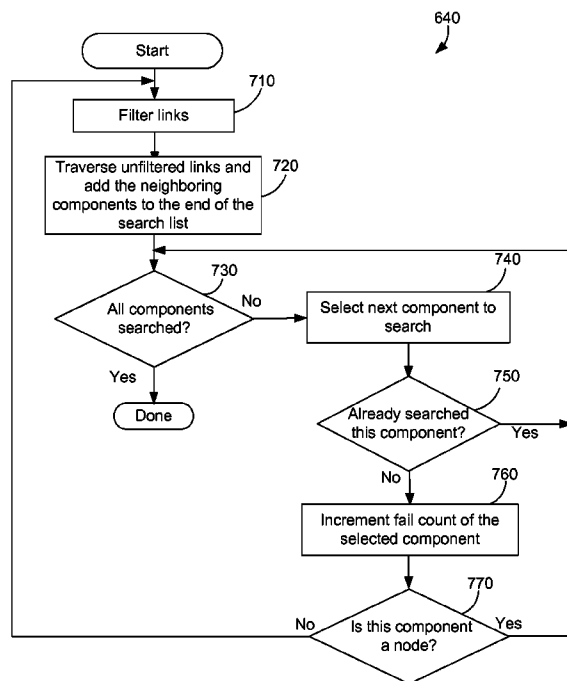 640
Start
710
Filter links
720
Traverse unfiltered links and
add the neighboring
components to the end of the
search list
730
All components
searched?
No
Yes
Done
740
Select next component to
search
750
Already searched
this component?
Yes
No
760
Increment fail count of the
selected component
770
Is this component
a node?
No
Yes